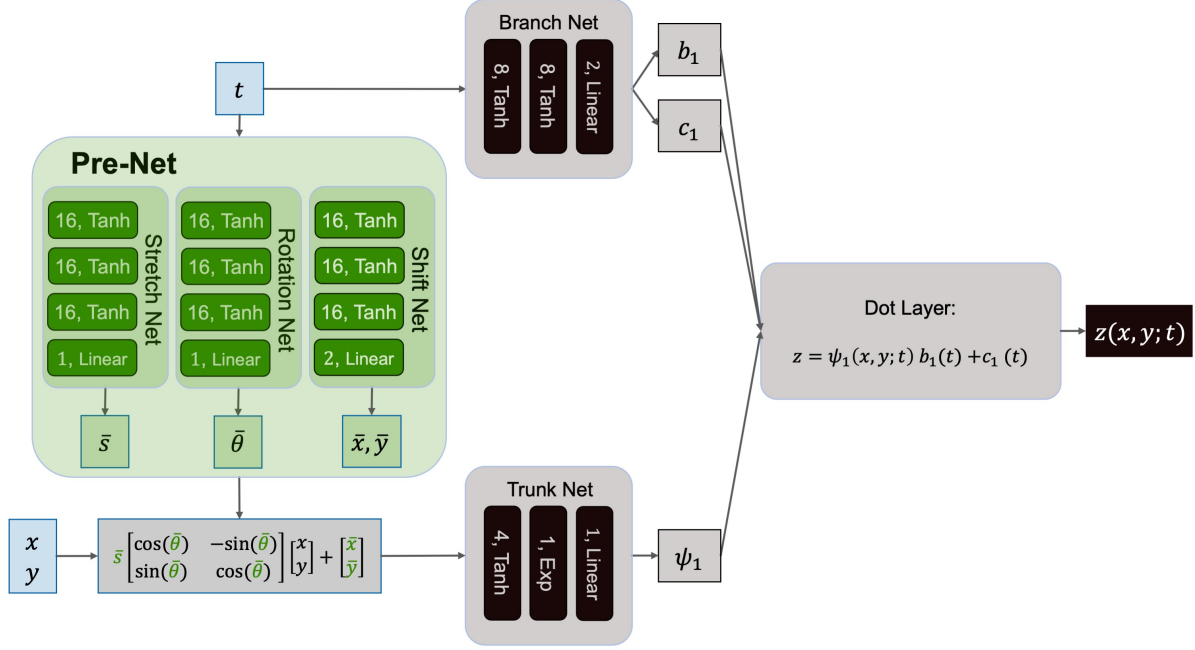 Branch Net
8, Tanh
8, Tanh
2, Linear
b₁
c₁
t
Pre-Net
16, Tanh
16, Tanh
16, Tanh
1, Linear
Stretch Net
16, Tanh
16, Tanh
16, Tanh
1, Linear
Rotation Net
16, Tanh
16, Tanh
16, Tanh
2, Linear
Shift Net
s̄
θ̄
x̄, ȳ
Dot Layer:
z = ψ₁(x, y; t) b₁(t) +c₁ (t)
z(x, y; t)
x
y
s̄ [cos(θ̄) −sin(θ̄) [x + [x̄
sin(θ̄) cos(θ̄)] y] ȳ]
Trunk Net
4, Tanh
1, Exp
1, Linear
ψ₁